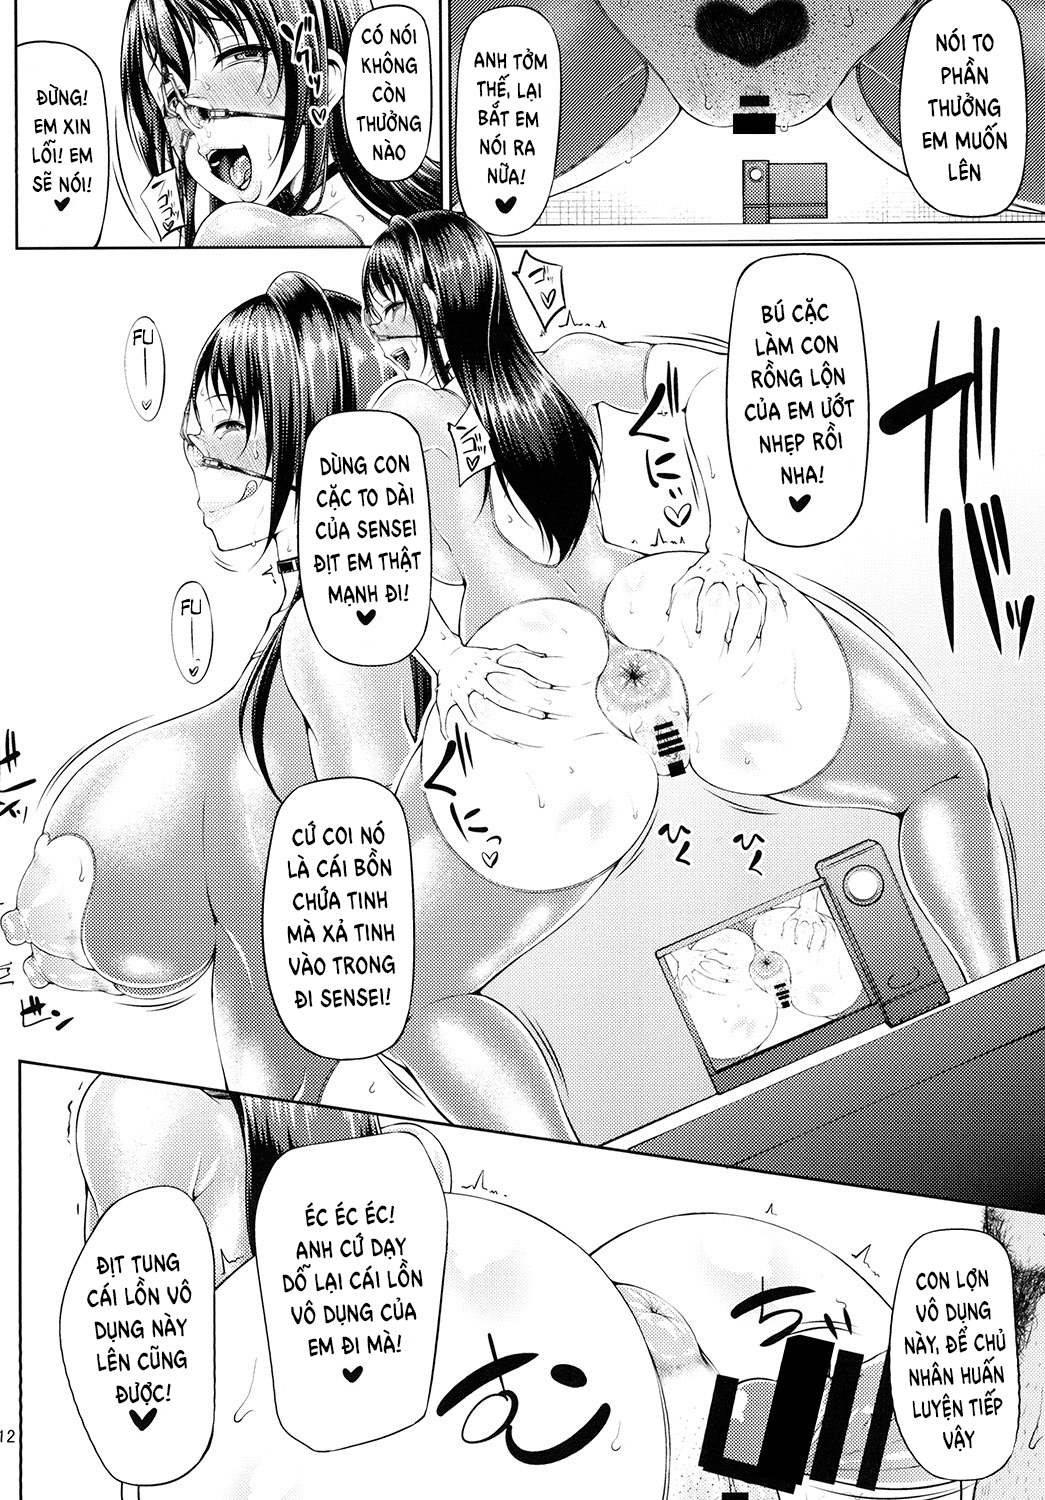 NÓI TO
PHẦN
THƯỞNG
EM MUỐN
LÊN
ANH TỞM
THẾ, LẠI
BẮT EM
NÓI RA
NỮA!
CÓ NÓI
KHÔNG
CÒN
THƯỞNG
NÀO
ĐỪNG!
EM XIN
LỖI! EM
SẼ NÓI!
BÚ CẶC
LÀM CON
RỒNG LỘN
CỦA EM ƯỚT
NHẸP RỒI
NHA!
FU
DÙNG CON
CẶC TO DÀI
CỦA SENSEI
ĐỊT EM THẬT
MẠNH ĐI!
FU
CỨ COI NÓ
LÀ CÁI BỒN
CHỨA TINH
MÀ XẢ TINH
VÀO TRONG
ĐI SENSEI!
ひく
ひく
CON LỢN
VÔ DỤNG
NÀY, ĐỂ CHỦ
NHÂN HUẤN
LUYỆN TIẾP
VẬY
ÉC ÉC ÉC!
ANH CỨ DẠY
DỖ LẠI CÁI LỒN
VÔ DỤNG CỦA
EM ĐI MÀ!
ĐỊT TUNG
CÁI LỒN VÔ
DỤNG NÀY
LÊN CŨNG
ĐƯỢC!
12